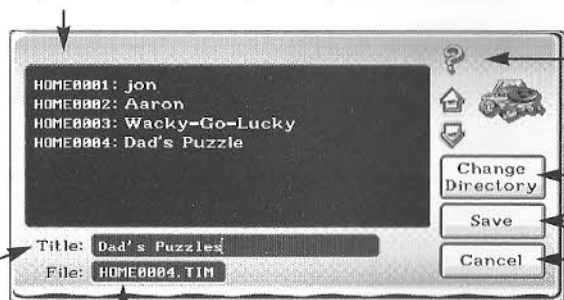 HOME0001: jon
HOME0002: Aaron
HOME0003: Wacky-Go-Lucky
HOME0004: Dad's Puzzle
Change
Directory
Save
Cancel
Title: Dad's Puzzles
File: HOME0004.TIM